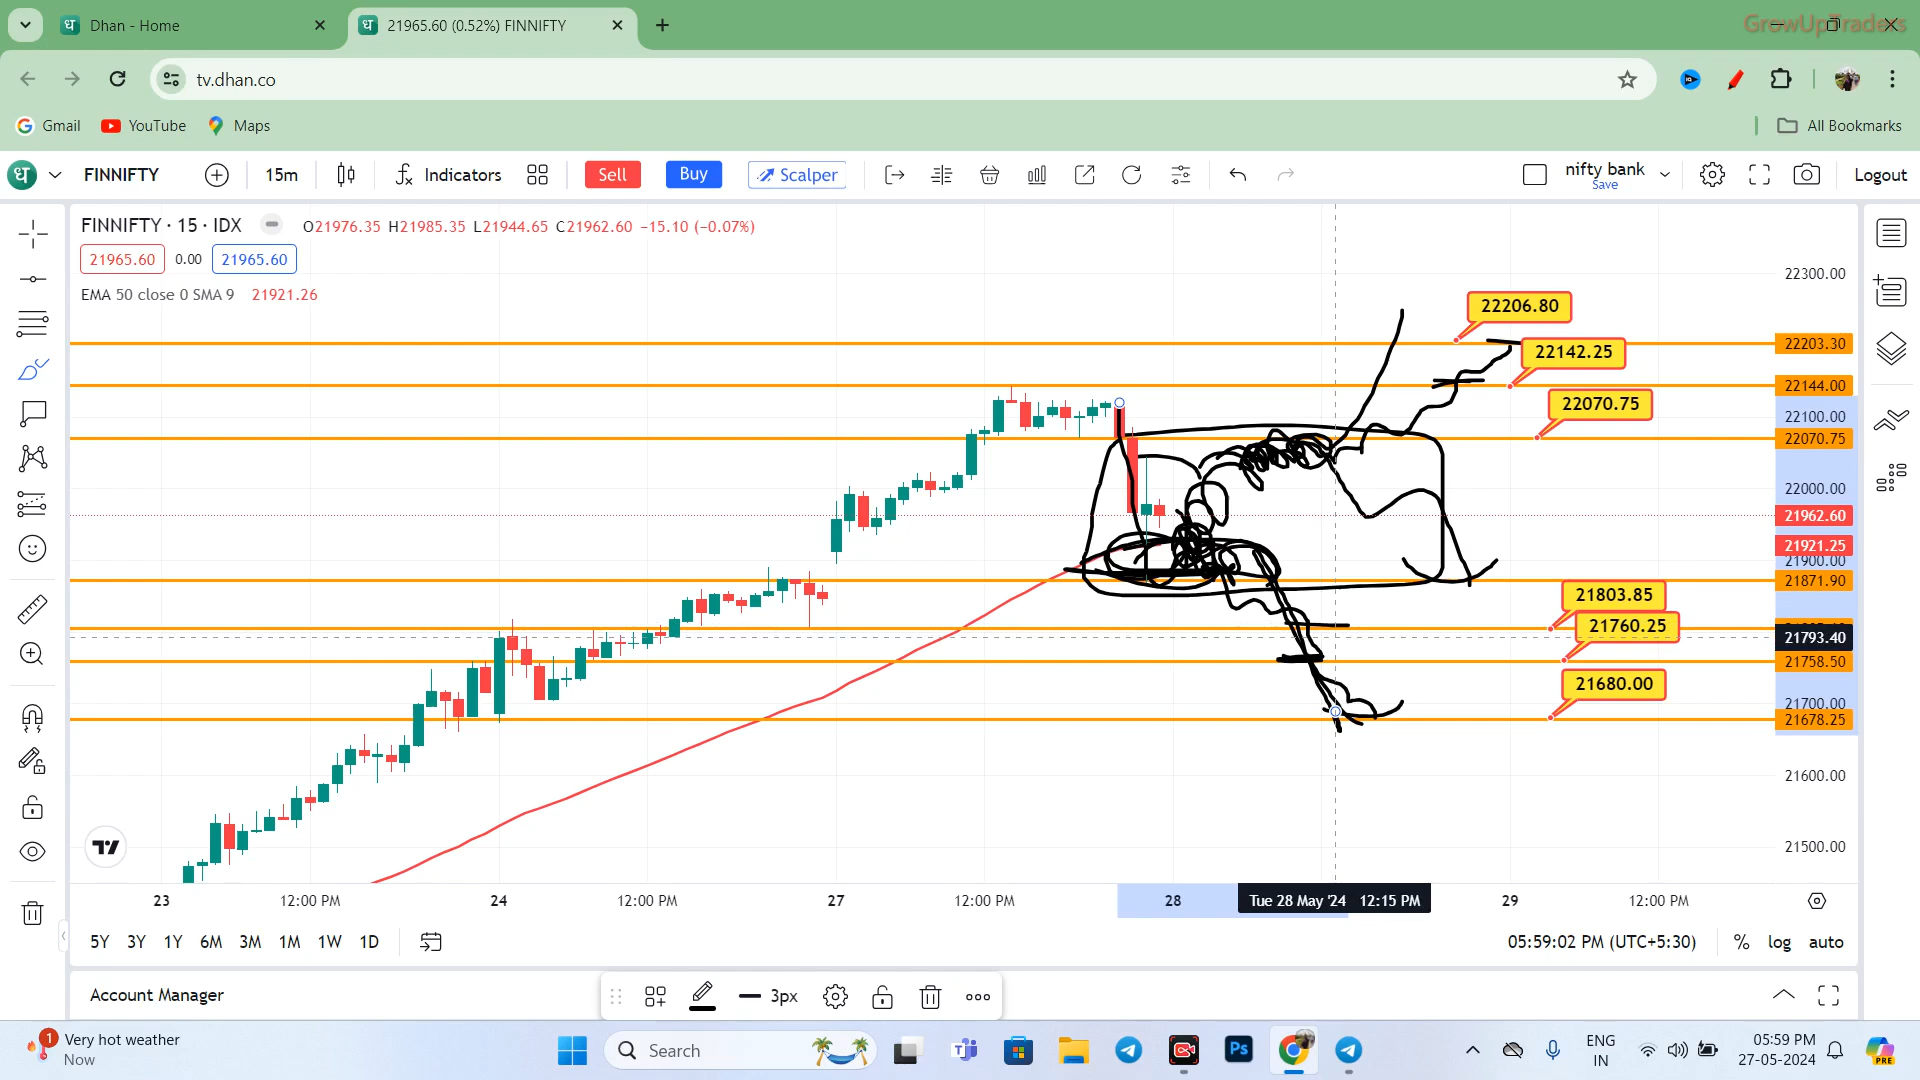 Dhan - Home
21965.60 (0.52%) FINNIFTY
GrowUpTraders
tv.dhan.co
Gmail
YouTube
Maps
All Bookmarks
FINNIFTY
15m
Indicators
Sell
Buy
Scalper
nifty bank
Save
Logout
FINNIFTY · 15 · IDX
O21976.35 H21985.35 L21944.65 C21962.60 −15.10 (−0.07%)
21965.60 0.00 21965.60
EMA 50 close 0 SMA 9 21921.26
22300.00
22206.80
22203.30
22142.25
22144.00
22070.75
22100.00
22070.75
22000.00
21962.60
21921.25
21900.00
21871.90
21803.85
21760.25
21793.40
21758.50
21680.00
21700.00
21678.25
21600.00
21500.00
23
12:00 PM
24
12:00 PM
27
12:00 PM
28
Tue 28 May '24 12:15 PM
29
12:00 PM
5Y 3Y 1Y 6M 3M 1M 1W 1D
05:59:02 PM (UTC+5:30)
% log auto
Account Manager
3px
1
Very hot weather
Now
Search
Ps
ENG
IN
05:59 PM
27-05-2024
PRE